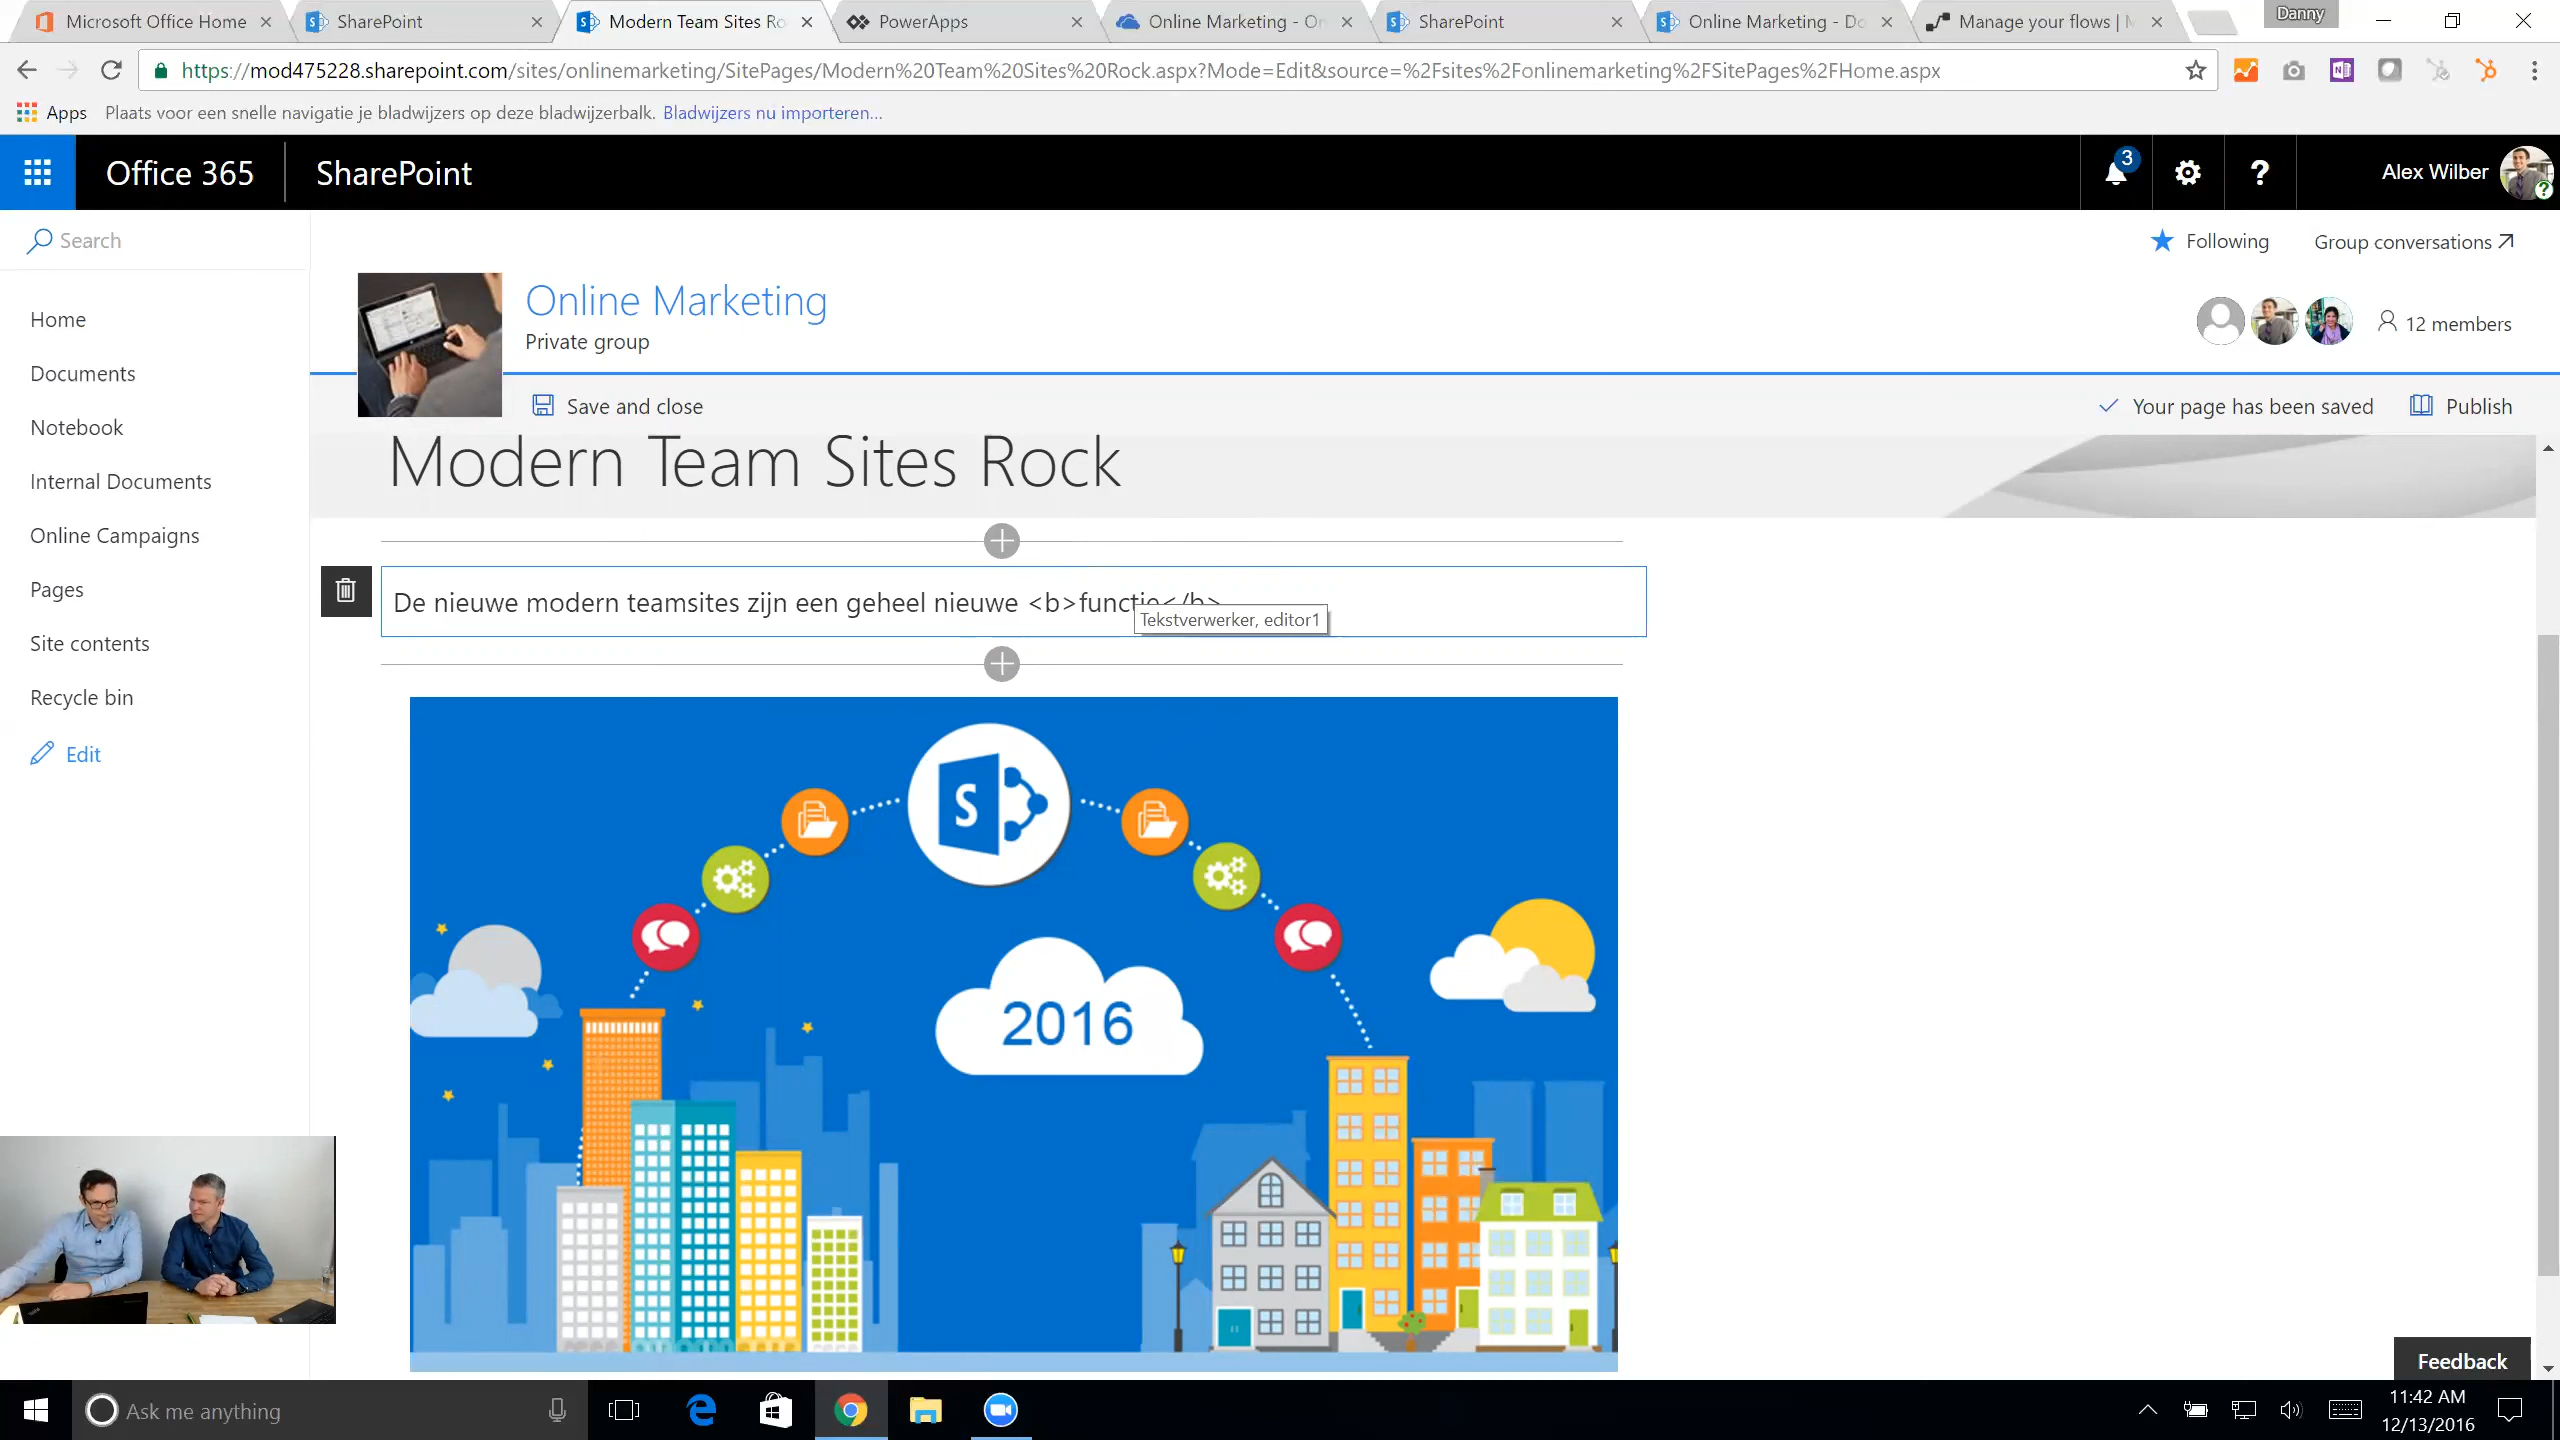 Microsoft Office Home
SharePoint
Modern Team Sites Ro
PowerApps
Online Marketing - On
SharePoint
Online Marketing - Do
Manage your flows | M
Danny
https://mod475228.sharepoint.com/sites/onlinemarketing/SitePages/Modern%20Team%20Sites%20Rock.aspx?Mode=Edit&source=%2Fsites%2Fonlinemarketing%2FSitePages%2FHome.aspx
Apps Plaats voor een snelle navigatie je bladwijzers op deze bladwijzerbalk. Bladwijzers nu importeren...
Office 365 SharePoint
3
Alex Wilber
Search
Following
Group conversations
Online Marketing
Private group
12 members
Home
Documents
Notebook
Internal Documents
Online Campaigns
Pages
Site contents
Recycle bin
Edit
Save and close
Your page has been saved
Publish
Modern Team Sites Rock
De nieuwe modern teamsites zijn een geheel nieuwe <b>functie</b>
Tekstverwerker, editor1
S
2016
Feedback
Ask me anything
11:42 AM
12/13/2016